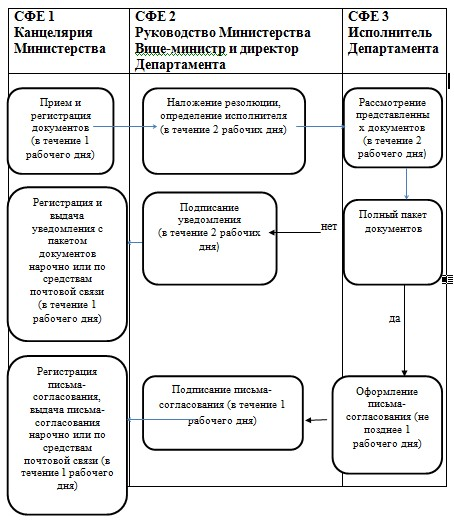 СФЕ 1
Канцелярия
Министерства
СФЕ 2
Руководство Министерства
Вице-министр и директор
Департамента
СФЕ 3
Исполнитель
Департамента
Прием и
регистрация
документов
(в течение 1
рабочего дня)
Наложение резолюции,
определение исполнителя
(в течение 2 рабочих дня)
Рассмотрение
представленны
х документов
(в течение 2
рабочего дня)
Регистрация и
выдача
уведомления с
пакетом
документов
нарочно или по
средствам
почтовой связи
(в течение 1
рабочего дня)
Подписание
уведомления
(в течение 2 рабочих
дня)
нет
Полный пакет
документов
да
Регистрация
письма-
согласования,
выдача письма-
согласования
нарочно или по
средствам
почтовой связи (в
течение 1 рабочего
дня)
Подписание письма-
согласования (в течение 1
рабочего дня)
Оформление
письма-
согласования (не
позднее 1
рабочего дня)